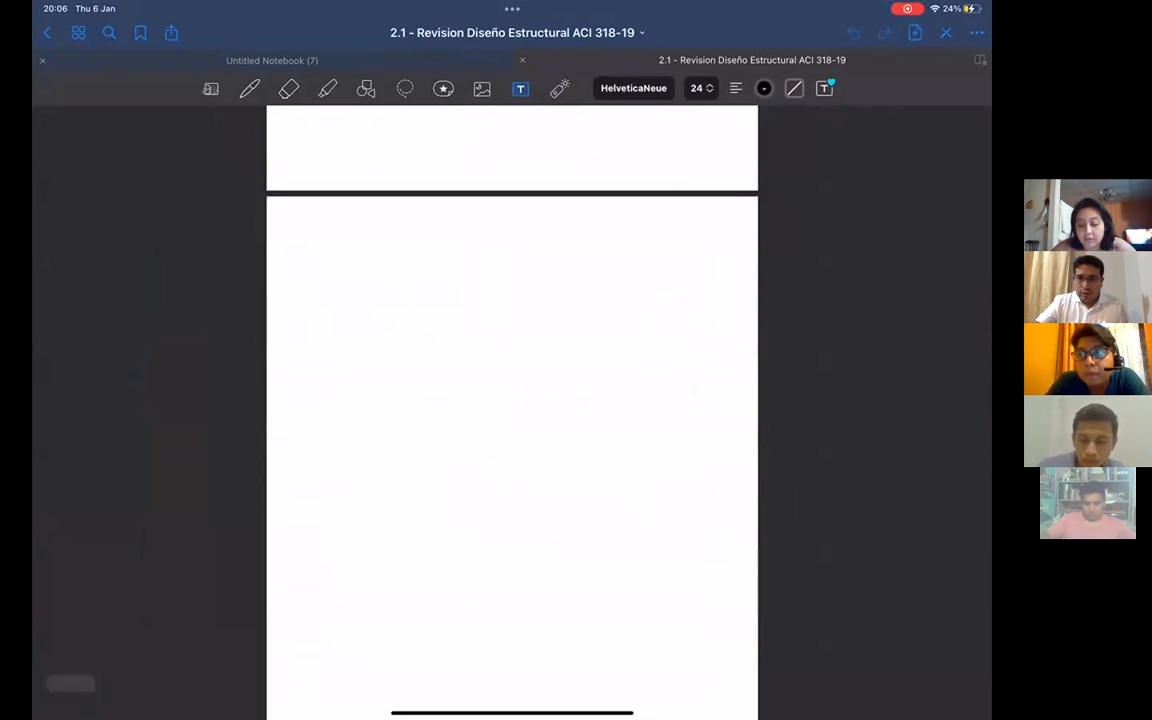 20:06 Thu 6 Jan
24%
2.1 - Revision Diseño Estructural ACI 318-19
Untitled Notebook (7)
2.1 - Revision Diseño Estructural ACI 318-19
T
HelveticaNeue
24
T